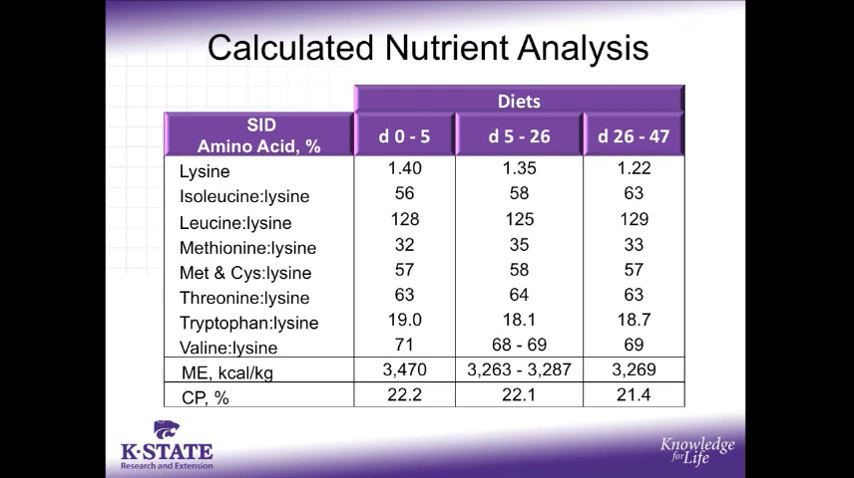 Calculated Nutrient Analysis
Diets
SID
Amino Acid, % d 0 - 5 d 5 - 26 d 26 - 47
Lysine 1.40 1.35 1.22
Isoleucine:lysine 56 58 63
Leucine:lysine 128 125 129
Methionine:lysine 32 35 33
Met & Cys:lysine 57 58 57
Threonine:lysine 63 64 63
Tryptophan:lysine 19.0 18.1 18.7
Valine:lysine 71 68 - 69 69
ME, kcal/kg 3,470 3,263 - 3,287 3,269
CP, % 22.2 22.1 21.4
K-STATE
Research and Extension
Knowledge
for Life